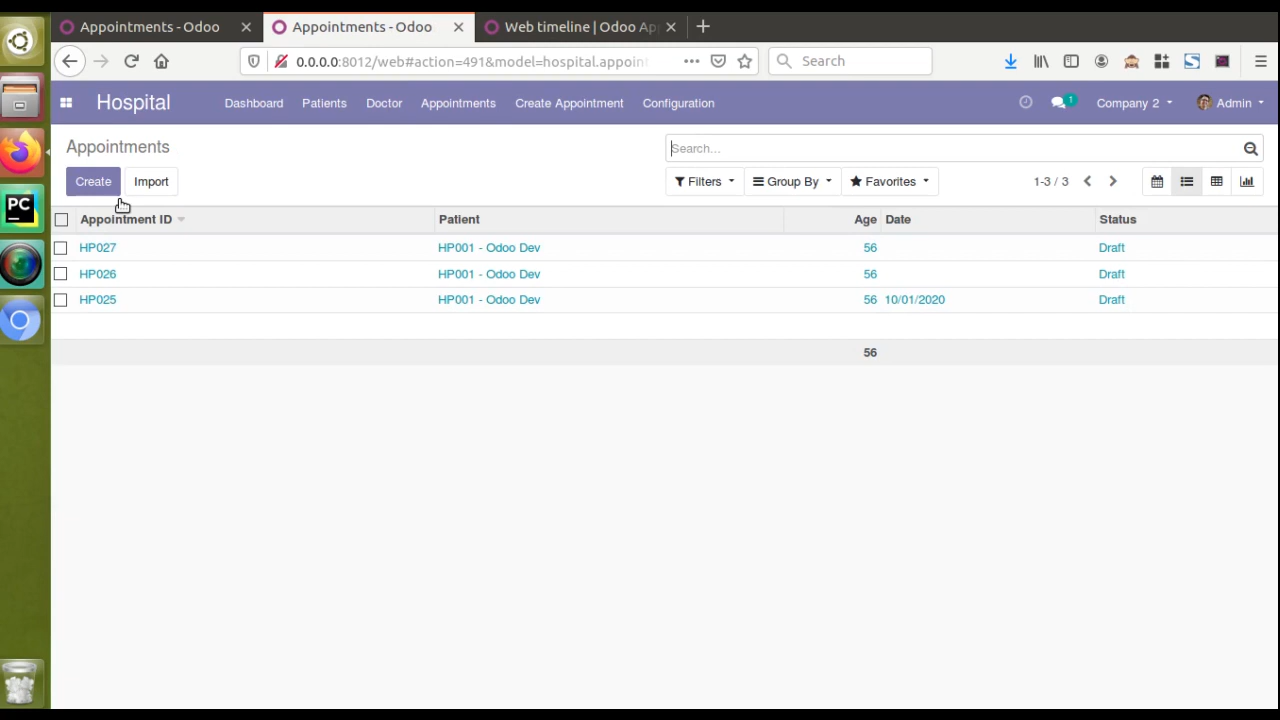 Appointments - Odoo
Appointments - Odoo
Web timeline | Odoo Ap
0.0.0.0:8012/web#action=491&model=hospital.appoin
Search
Hospital
Dashboard
Patients
Doctor
Appointments
Create Appointment
Configuration
1
Company 2
Admin
Appointments
Search...
Create
Import
Filters
Group By
Favorites
1-3 / 3
Appointment ID
Patient
Age
Date
Status
HP027 HP001 - Odoo Dev 56 Draft
HP026 HP001 - Odoo Dev 56 Draft
HP025 HP001 - Odoo Dev 56 10/01/2020 Draft
56
PC